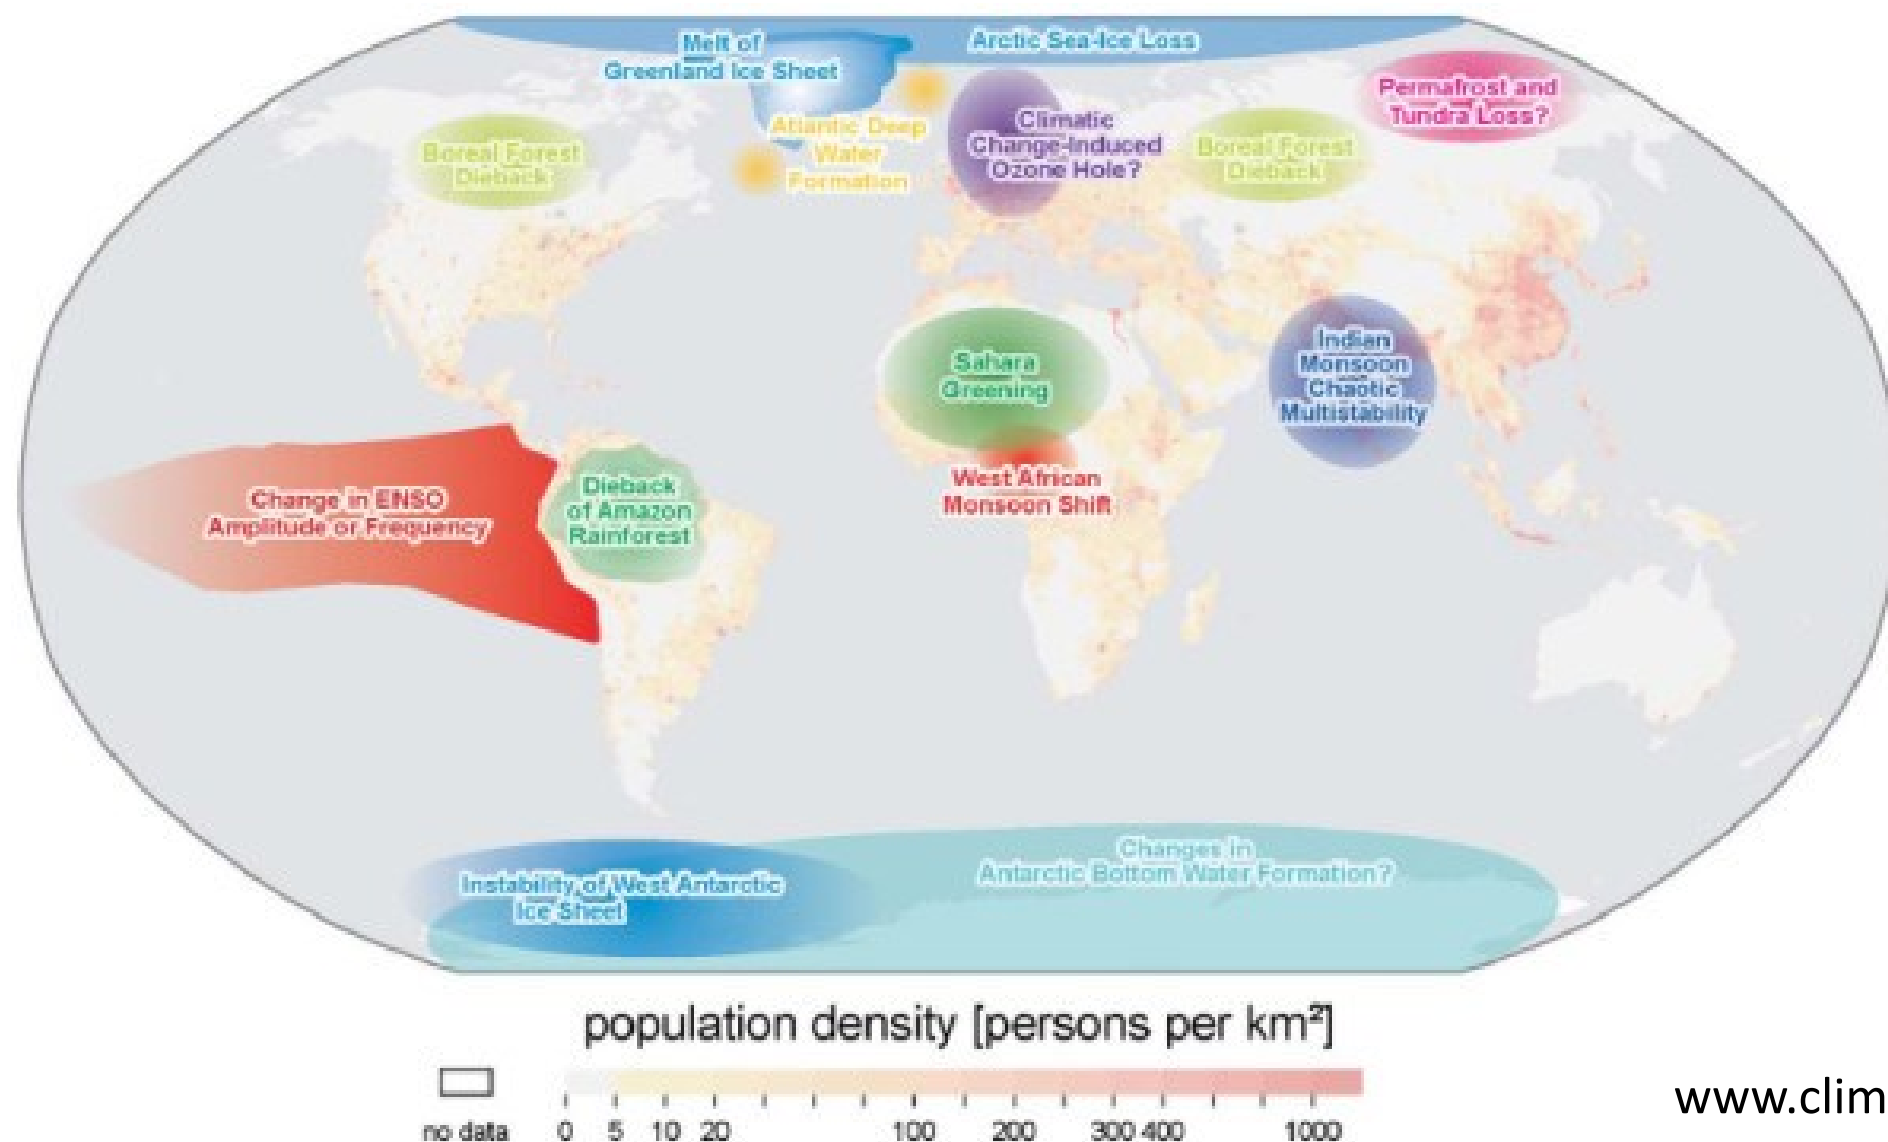 Melt of
Greenland Ice Sheet
Arctic Sea-Ice Loss
Permafrost and
Tundra Loss?
Atlantic Deep
Water
Formation
Climatic
Change-Induced
Ozone Hole?
Boreal Forest
Dieback
Boreal Forest
Dieback
Sahara
Greening
Indian
Monsoon
Chaotic
Multistability
West African
Monsoon Shift
Change in ENSO
Amplitude or Frequency
Dieback
of Amazon
Rainforest
Changes in
Antarctic Bottom Water Formation?
Instability of West Antarctic
Ice Sheet
population density [persons per km²]
no data 0 5 10 20 100 200 300 400 1000
www.clim